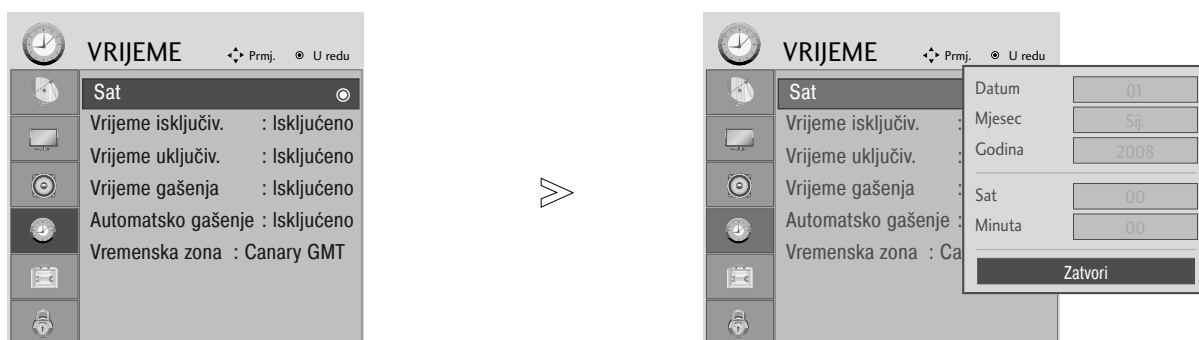 VRIJEME Prmj. U redu
Sat
Vrijeme isključiv. : Isključeno
Vrijeme uključiv. : Isključeno
Vrijeme gašenja : Isključeno
Automatsko gašenje : Isključeno
Vremenska zona : Canary GMT
VRIJEME Prmj. U redu
Sat
Vrijeme isključiv. :
Vrijeme uključiv. :
Vrijeme gašenja :
Automatsko gašenje :
Vremenska zona : Ca
Datum 01
Mjesec Sij.
Godina 2008
Sat 00
Minuta 00
Zatvori